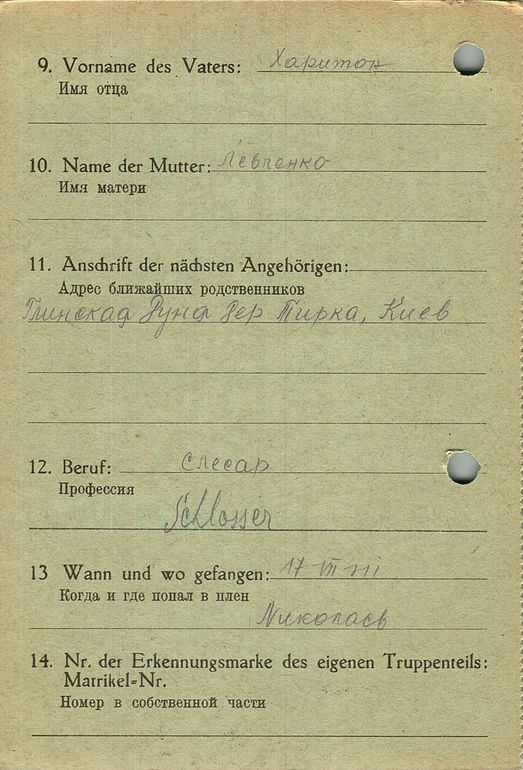 9. Vorname des Vaters: Харитон
Имя отца
10. Name der Mutter: Левченко
Имя матери
11. Anschrift der nächsten Angehörigen:
Адрес ближайших родственников
Тирка, Киев
12. Beruf: Слесар
Профессия
Schlosser
13 Wann und wo gefangen: 17 VIII
Когда и где попал в плен
Николаев
14. Nr. der Erkennungsmarke des eigenen Truppenteils:
Matrikel-Nr.
Номер в собственной части